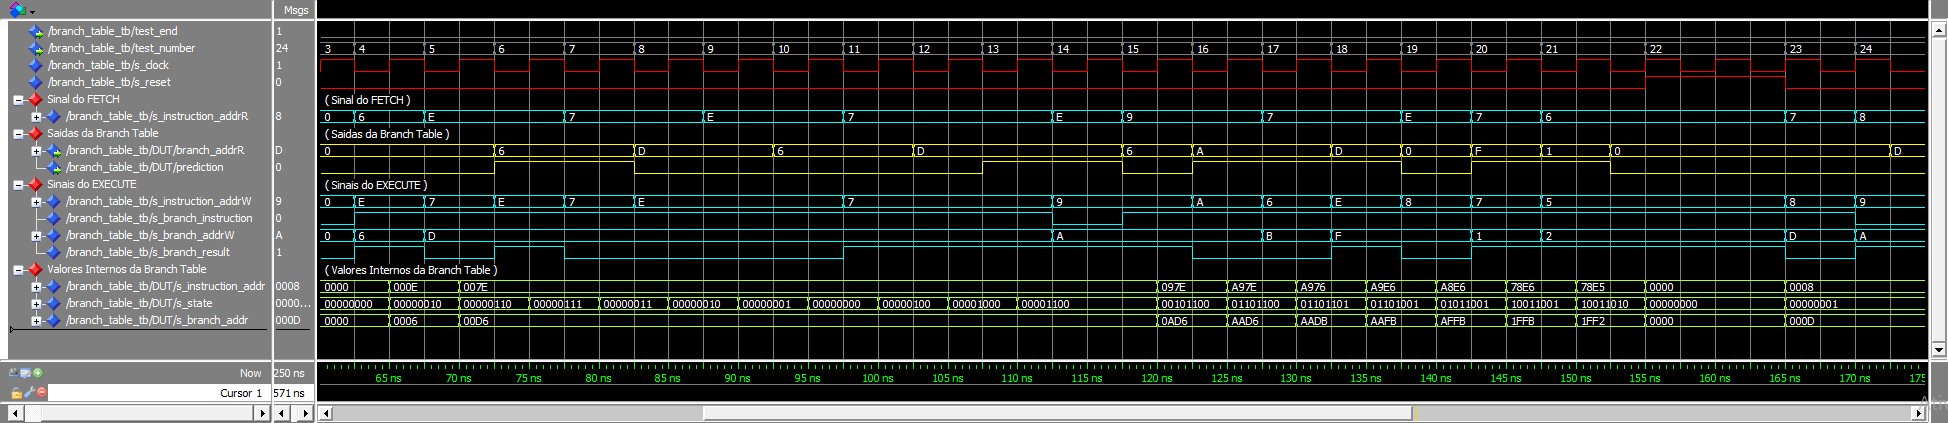 Msgs
/branch_table_tb/test_end 1
/branch_table_tb/test_number 24 3 4 5 6 7 8 9 10 11 12 13 14 15 16 17 18 19 20 21 22 23 24
/branch_table_tb/s_clock 1
/branch_table_tb/s_reset 0
Sinal do FETCH ( Sinal do FETCH )
/branch_table_tb/s_instruction_addrR 8 0 6 E 7 E 7 E 9 7 E 7 6 7 8
Saidas da Branch Table ( Saidas da Branch Table )
/branch_table_tb/DUT/branch_addrR D 0 6 D 6 D 6 A D 0 F 1 0 D
/branch_table_tb/DUT/prediction 0
Sinais do EXECUTE ( Sinais do EXECUTE )
/branch_table_tb/s_instruction_addrW 9 0 E 7 E 7 E 7 9 A 6 E 8 7 5 8 9
/branch_table_tb/s_branch_instruction 0
/branch_table_tb/s_branch_addrW A 0 6 D A B F 1 2 D A
/branch_table_tb/s_branch_result 1
Valores Internos da Branch Table ( Valores Internos da Branch Table )
/branch_table_tb/DUT/s_instruction_addr 0008 0000 000E 007E 097E A97E A976 A9E6 A8E6 78E6 78E5 0000 0008
/branch_table_tb/DUT/s_state 0000... 00000000 00000010 00000110 00000111 00000011 00000010 00000001 00000000 00000100 00001000 00001100 00101100 01101100 01101101 01101001 01011001 10011001 10011010 00000000 00000001
/branch_table_tb/DUT/s_branch_addr 000D 0000 0006 00D6 0AD6 AAD6 AADB AAFB AFFB 1FFB 1FF2 0000 000D
Now 250 ns 65 ns 70 ns 75 ns 80 ns 85 ns 90 ns 95 ns 100 ns 105 ns 110 ns 115 ns 120 ns 125 ns 130 ns 135 ns 140 ns 145 ns 150 ns 155 ns 160 ns 165 ns 170 ns 175
Cursor 1 571 ns